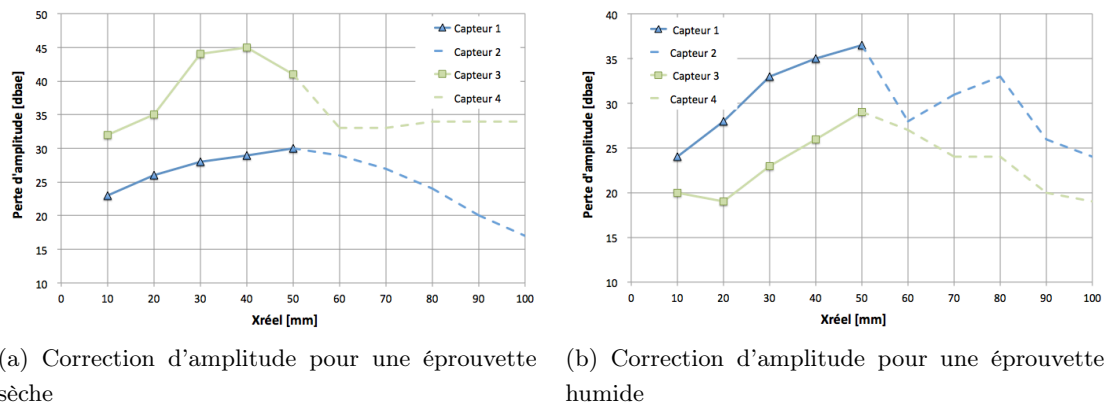 50
45
40
35
30
25
20
15
10
0 10 20 30 40 50 60 70 80 90 100
Perte d'amplitude [dbae]
Xréel [mm]
Capteur 1
Capteur 2
Capteur 3
Capteur 4
(a) Correction d'amplitude pour une éprouvette
sèche
40
35
30
25
20
15
10
0 10 20 30 40 50 60 70 80 90 100
Perte d'amplitude [dbae]
Xréel [mm]
Capteur 1
Capteur 2
Capteur 3
Capteur 4
(b) Correction d'amplitude pour une éprouvette
humide